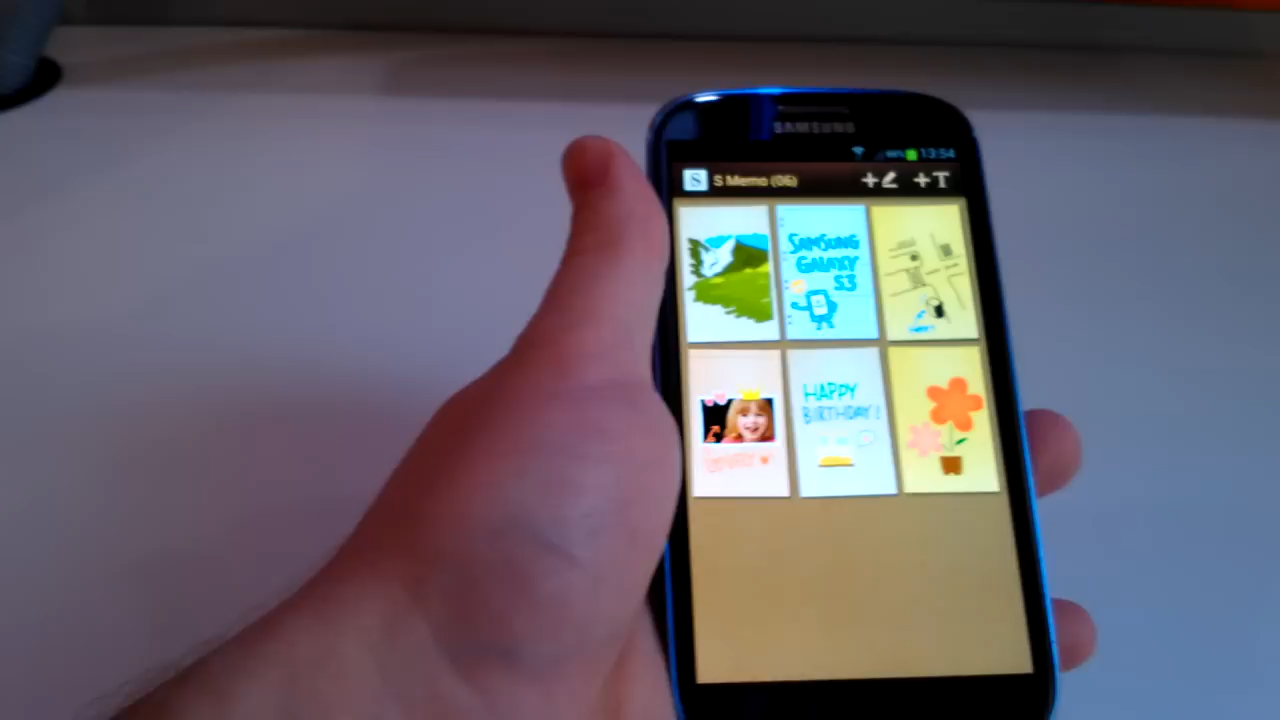 SAMSUNG
13:54
S S Memo (06)
+ +T
SAMSUNG
GALAXY
S3
HAPPY
BIRTHDAY!